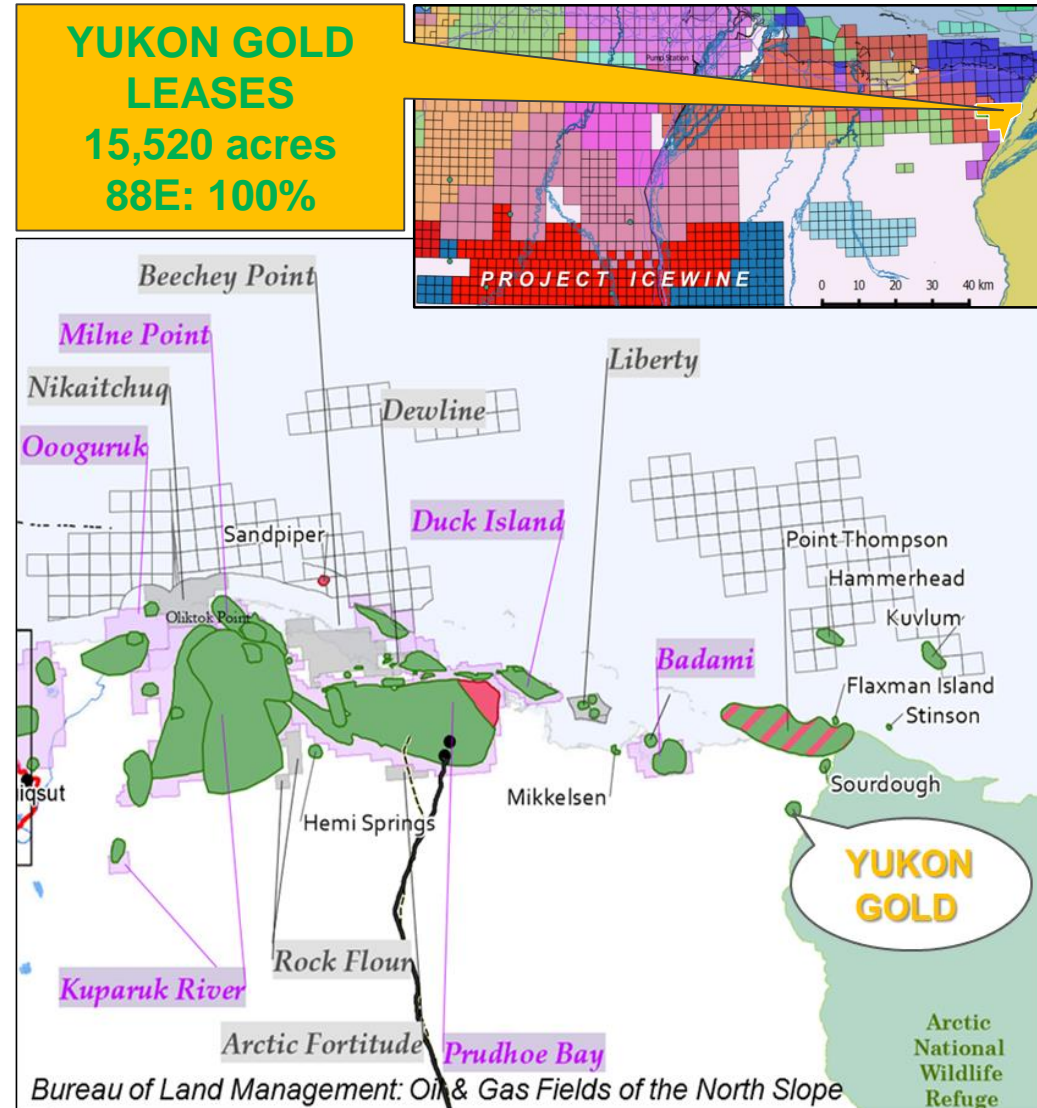 YUKON GOLD
LEASES
15,520 acres
88E: 100%
Pump Station
PROJECT ICEWINE
0 10 20 30 40 km
Beechey Point
Milne Point
Nikaitchuq
Oooguruk
Liberty
Dewline
Duck Island
Sandpiper
Point Thompson
Hammerhead
Kuvlum
Oliktok Point
Badami
Flaxman Island
Stinson
Sourdough
iqsut
Mikkelsen
Hemi Springs
YUKON
GOLD
Rock Flour
Kuparuk River
Arctic Fortitude
Prudhoe Bay
Arctic
National
Wildlife
Refuge
Bureau of Land Management: Oil & Gas Fields of the North Slope